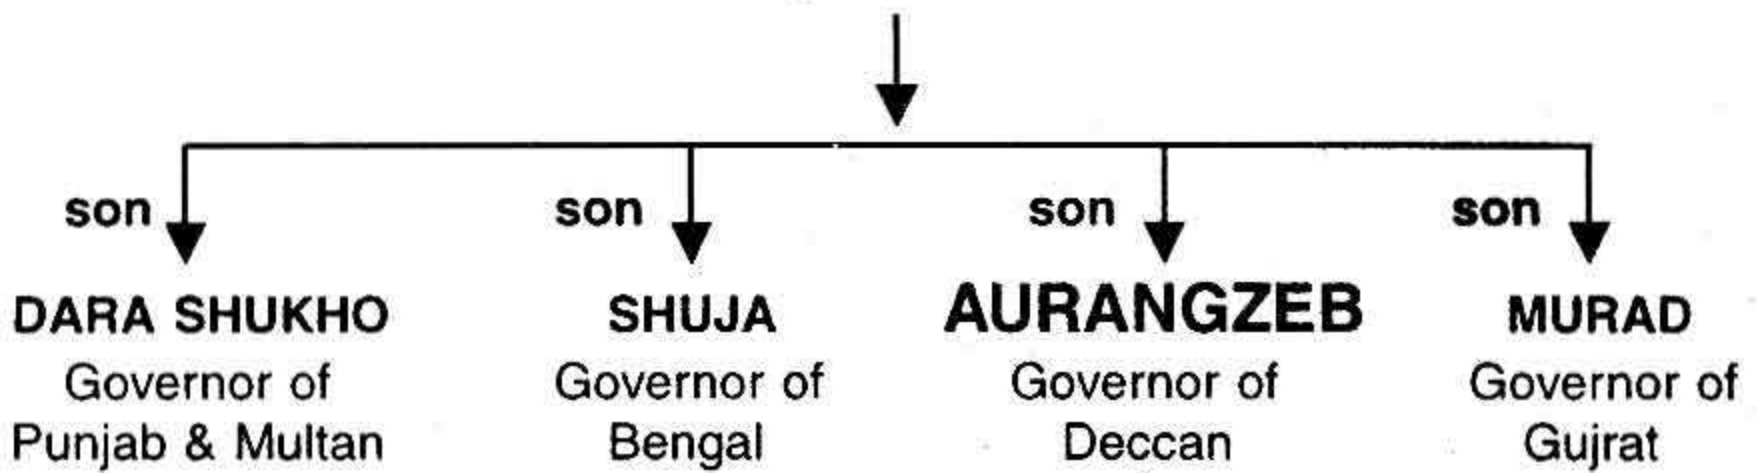 son son son son
DARA SHUKHO SHUJA AURANGZEB MURAD
Governor of Governor of Governor of Governor of
Punjab & Multan Bengal Deccan Gujrat